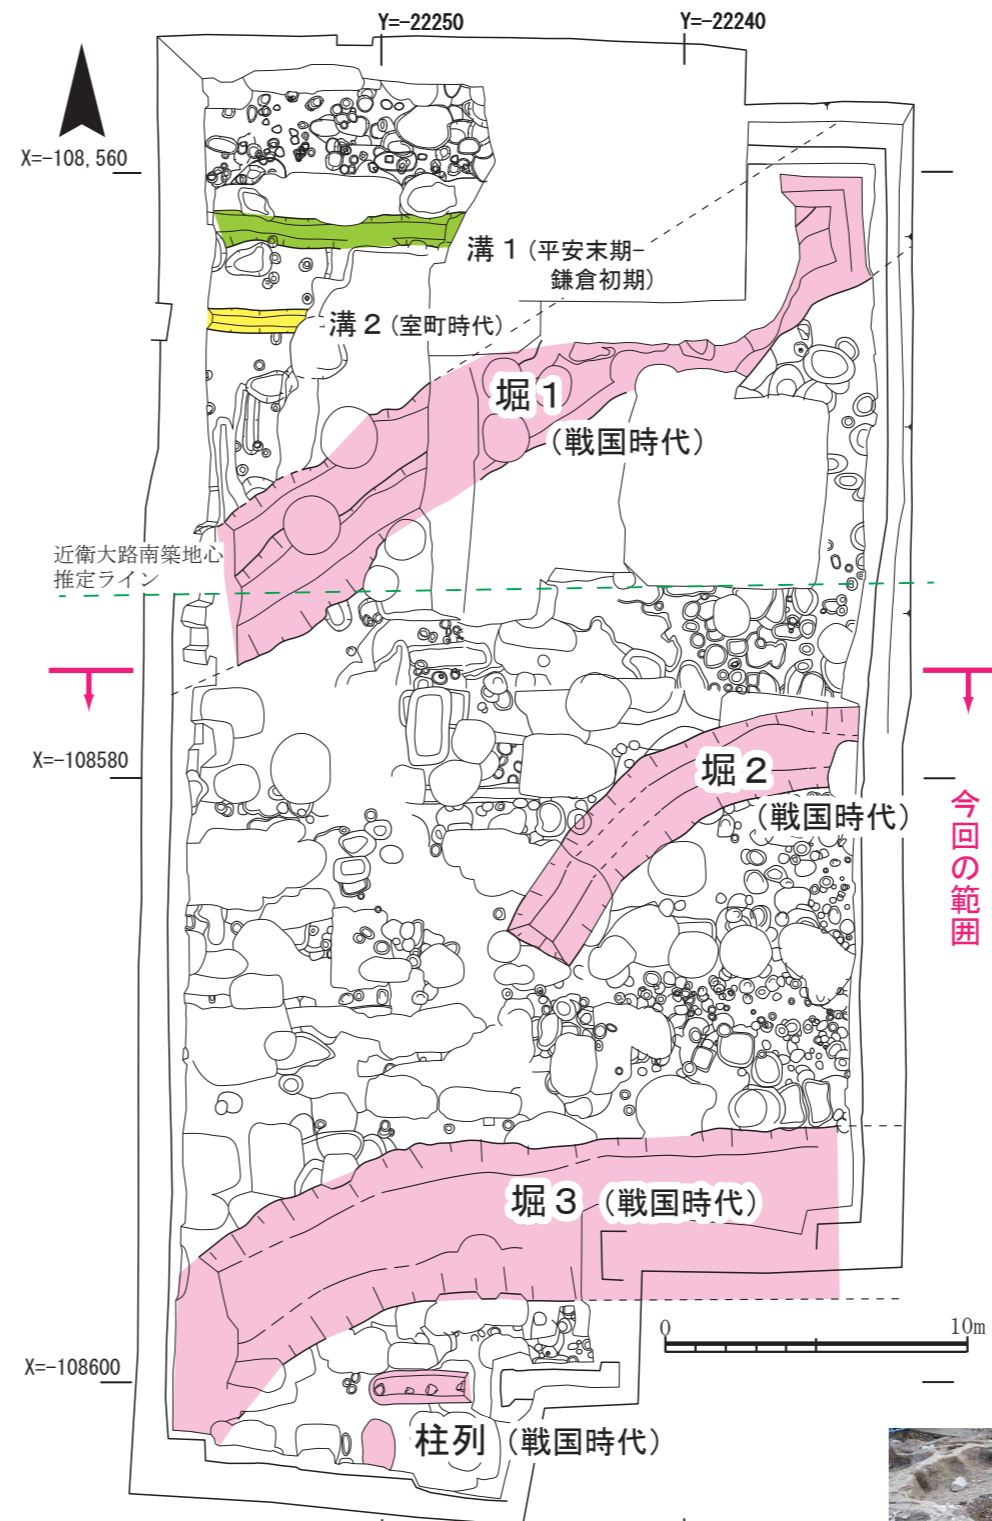 Y=-22250
Y=-22240
X=-108,560
溝1(平安末期-
鎌倉初期)
溝2(室町時代)
堀1
(戦国時代)
近衛大路南築地心
推定ライン
X=-108580
堀2
(戦国時代)
今回の範囲
堀3(戦国時代)
0
10m
X=-108600
柱列(戦国時代)